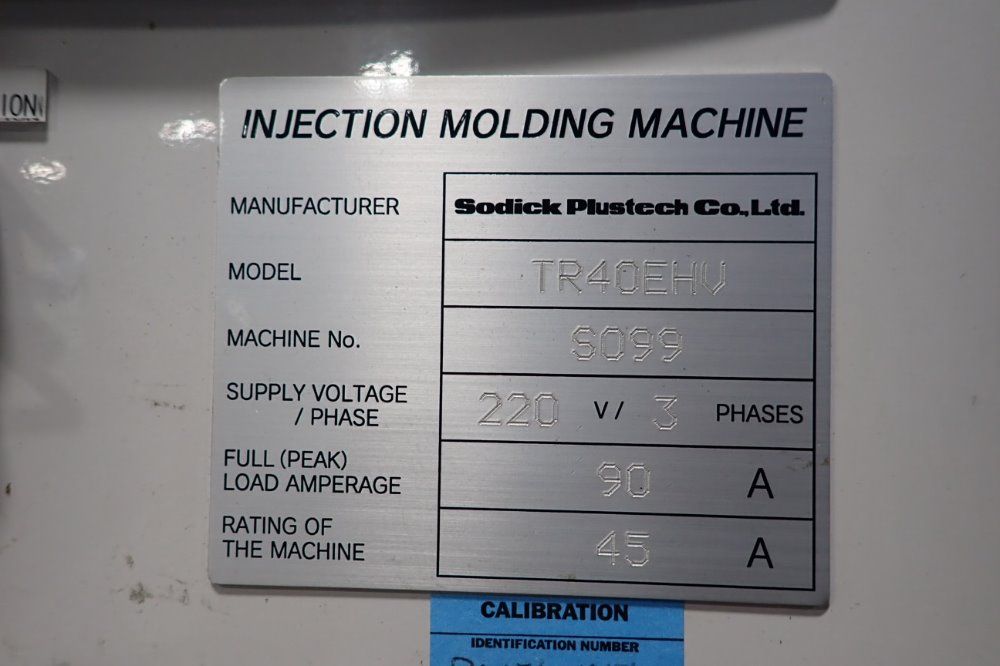 ION
INJECTION MOLDING MACHINE
MANUFACTURER Sodick Plustech Co.,Ltd.
MODEL TR40EHV
MACHINE No. S099
SUPPLY VOLTAGE
/ PHASE 220 V/ 3 PHASES
FULL (PEAK)
LOAD AMPERAGE 90 A
RATING OF
THE MACHINE 45 A
CALIBRATION
IDENTIFICATION NUMBER